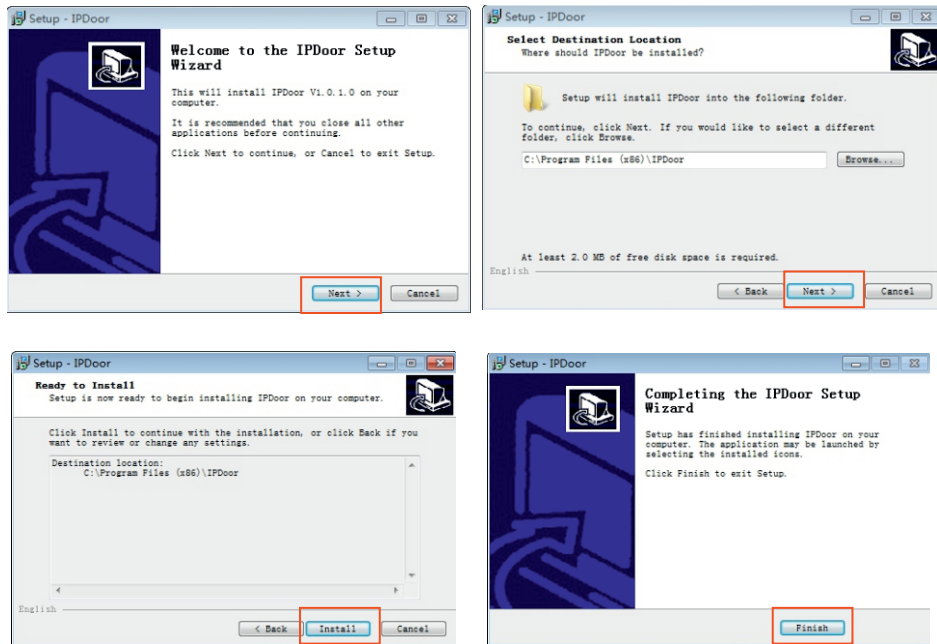 Setup - IPDoor
Welcome to the IPDoor Setup
Wizard
This will install IPDoor V1.0.1.0 on your
computer.
It is recommended that you close all other
applications before continuing.
Click Next to continue, or Cancel to exit Setup.
Next >
Cancel
Setup - IPDoor
Select Destination Location
Where should IPDoor be installed?
Setup will install IPDoor into the following folder.
To continue, click Next. If you would like to select a different
folder, click Browse.
C:\Program Files (x86)\IPDoor
Browse...
At least 2.0 MB of free disk space is required.
English
< Back
Next >
Cancel
Setup - IPDoor
Ready to Install
Setup is now ready to begin installing IPDoor on your computer.
Click Install to continue with the installation, or click Back if you
want to review or change any settings.
Destination location:
C:\Program Files (x86)\IPDoor
English
< Back
Install
Cancel
Setup - IPDoor
Completing the IPDoor Setup
Wizard
Setup has finished installing IPDoor on your
computer. The application may be launched by
selecting the installed icons.
Click Finish to exit Setup.
Finish